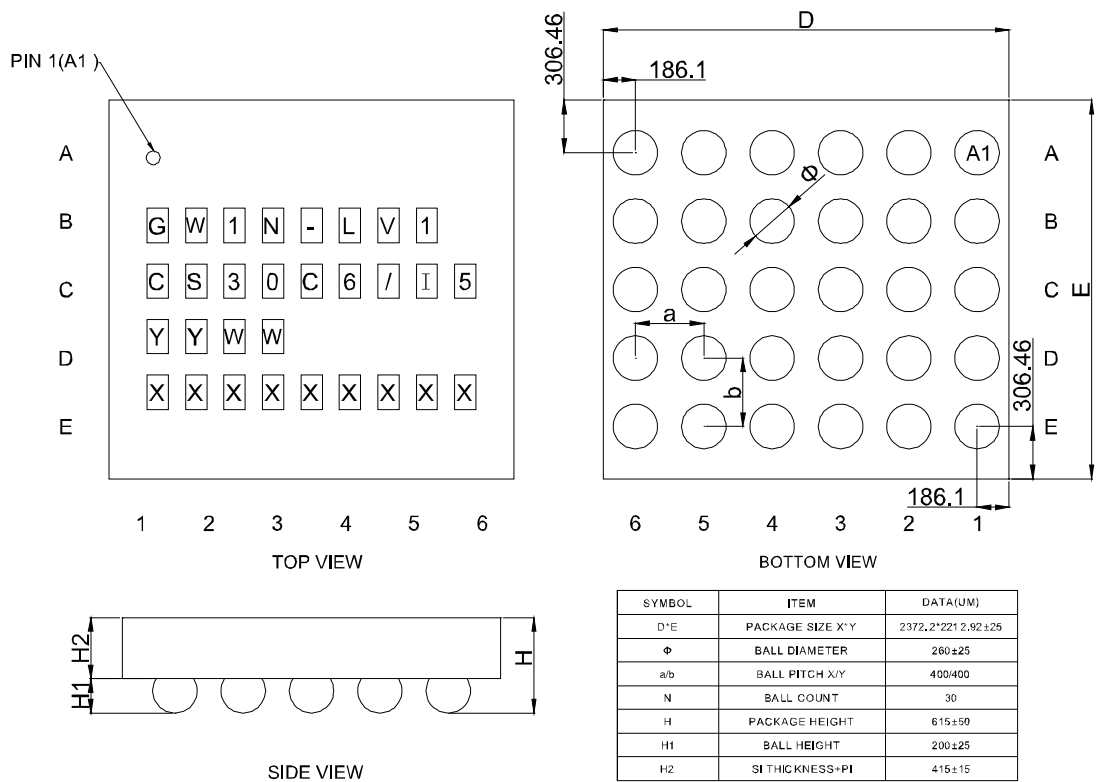 PIN 1(A1 )
A
B
C
D
E
G W 1 N - L V 1
C S 3 0 C 6 / I 5
Y Y W W
X X X X X X X X X
1 2 3 4 5 6
TOP VIEW
D
306.46
186.1
A1
A
B
C
D
E
Φ
a
b
E
306.46
186.1
6 5 4 3 2 1
BOTTOM VIEW
H2
H1
H
SIDE VIEW
SYMBOL ITEM DATA(UM)
D*E PACKAGE SIZE X*Y 2372.2*2212.92±25
Φ BALL DIAMETER 260±25
a/b BALL PITCH X/Y 400/400
N BALL COUNT 30
H PACKAGE HEIGHT 615±50
H1 BALL HEIGHT 200±25
H2 SI THICKNESS+PI 415±15